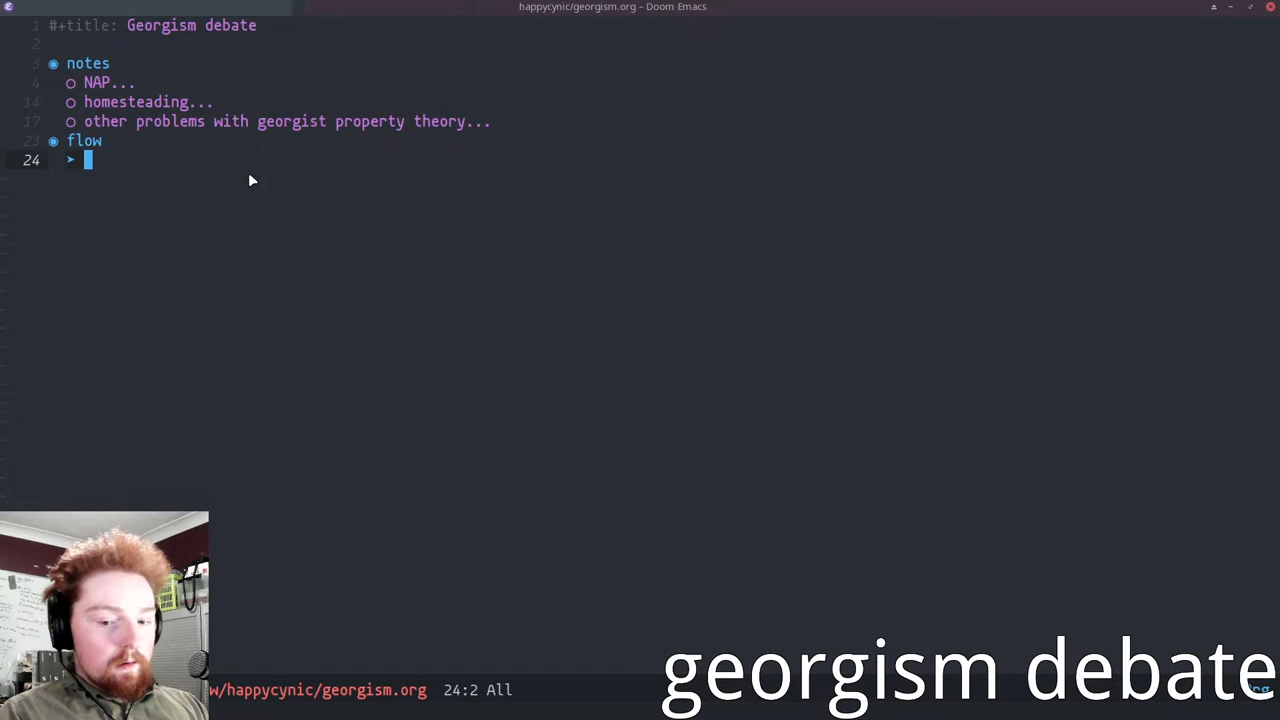 happycynic/georgism.org – Doom Emacs
1 #+title: Georgism debate
2
3 ◉ notes
4 ○ NAP...
14 ○ homesteading...
17 ○ other problems with georgist property theory...
23 ◉ flow
24 ➤
w/happycynic/georgism.org 24:2 All
georgism debate